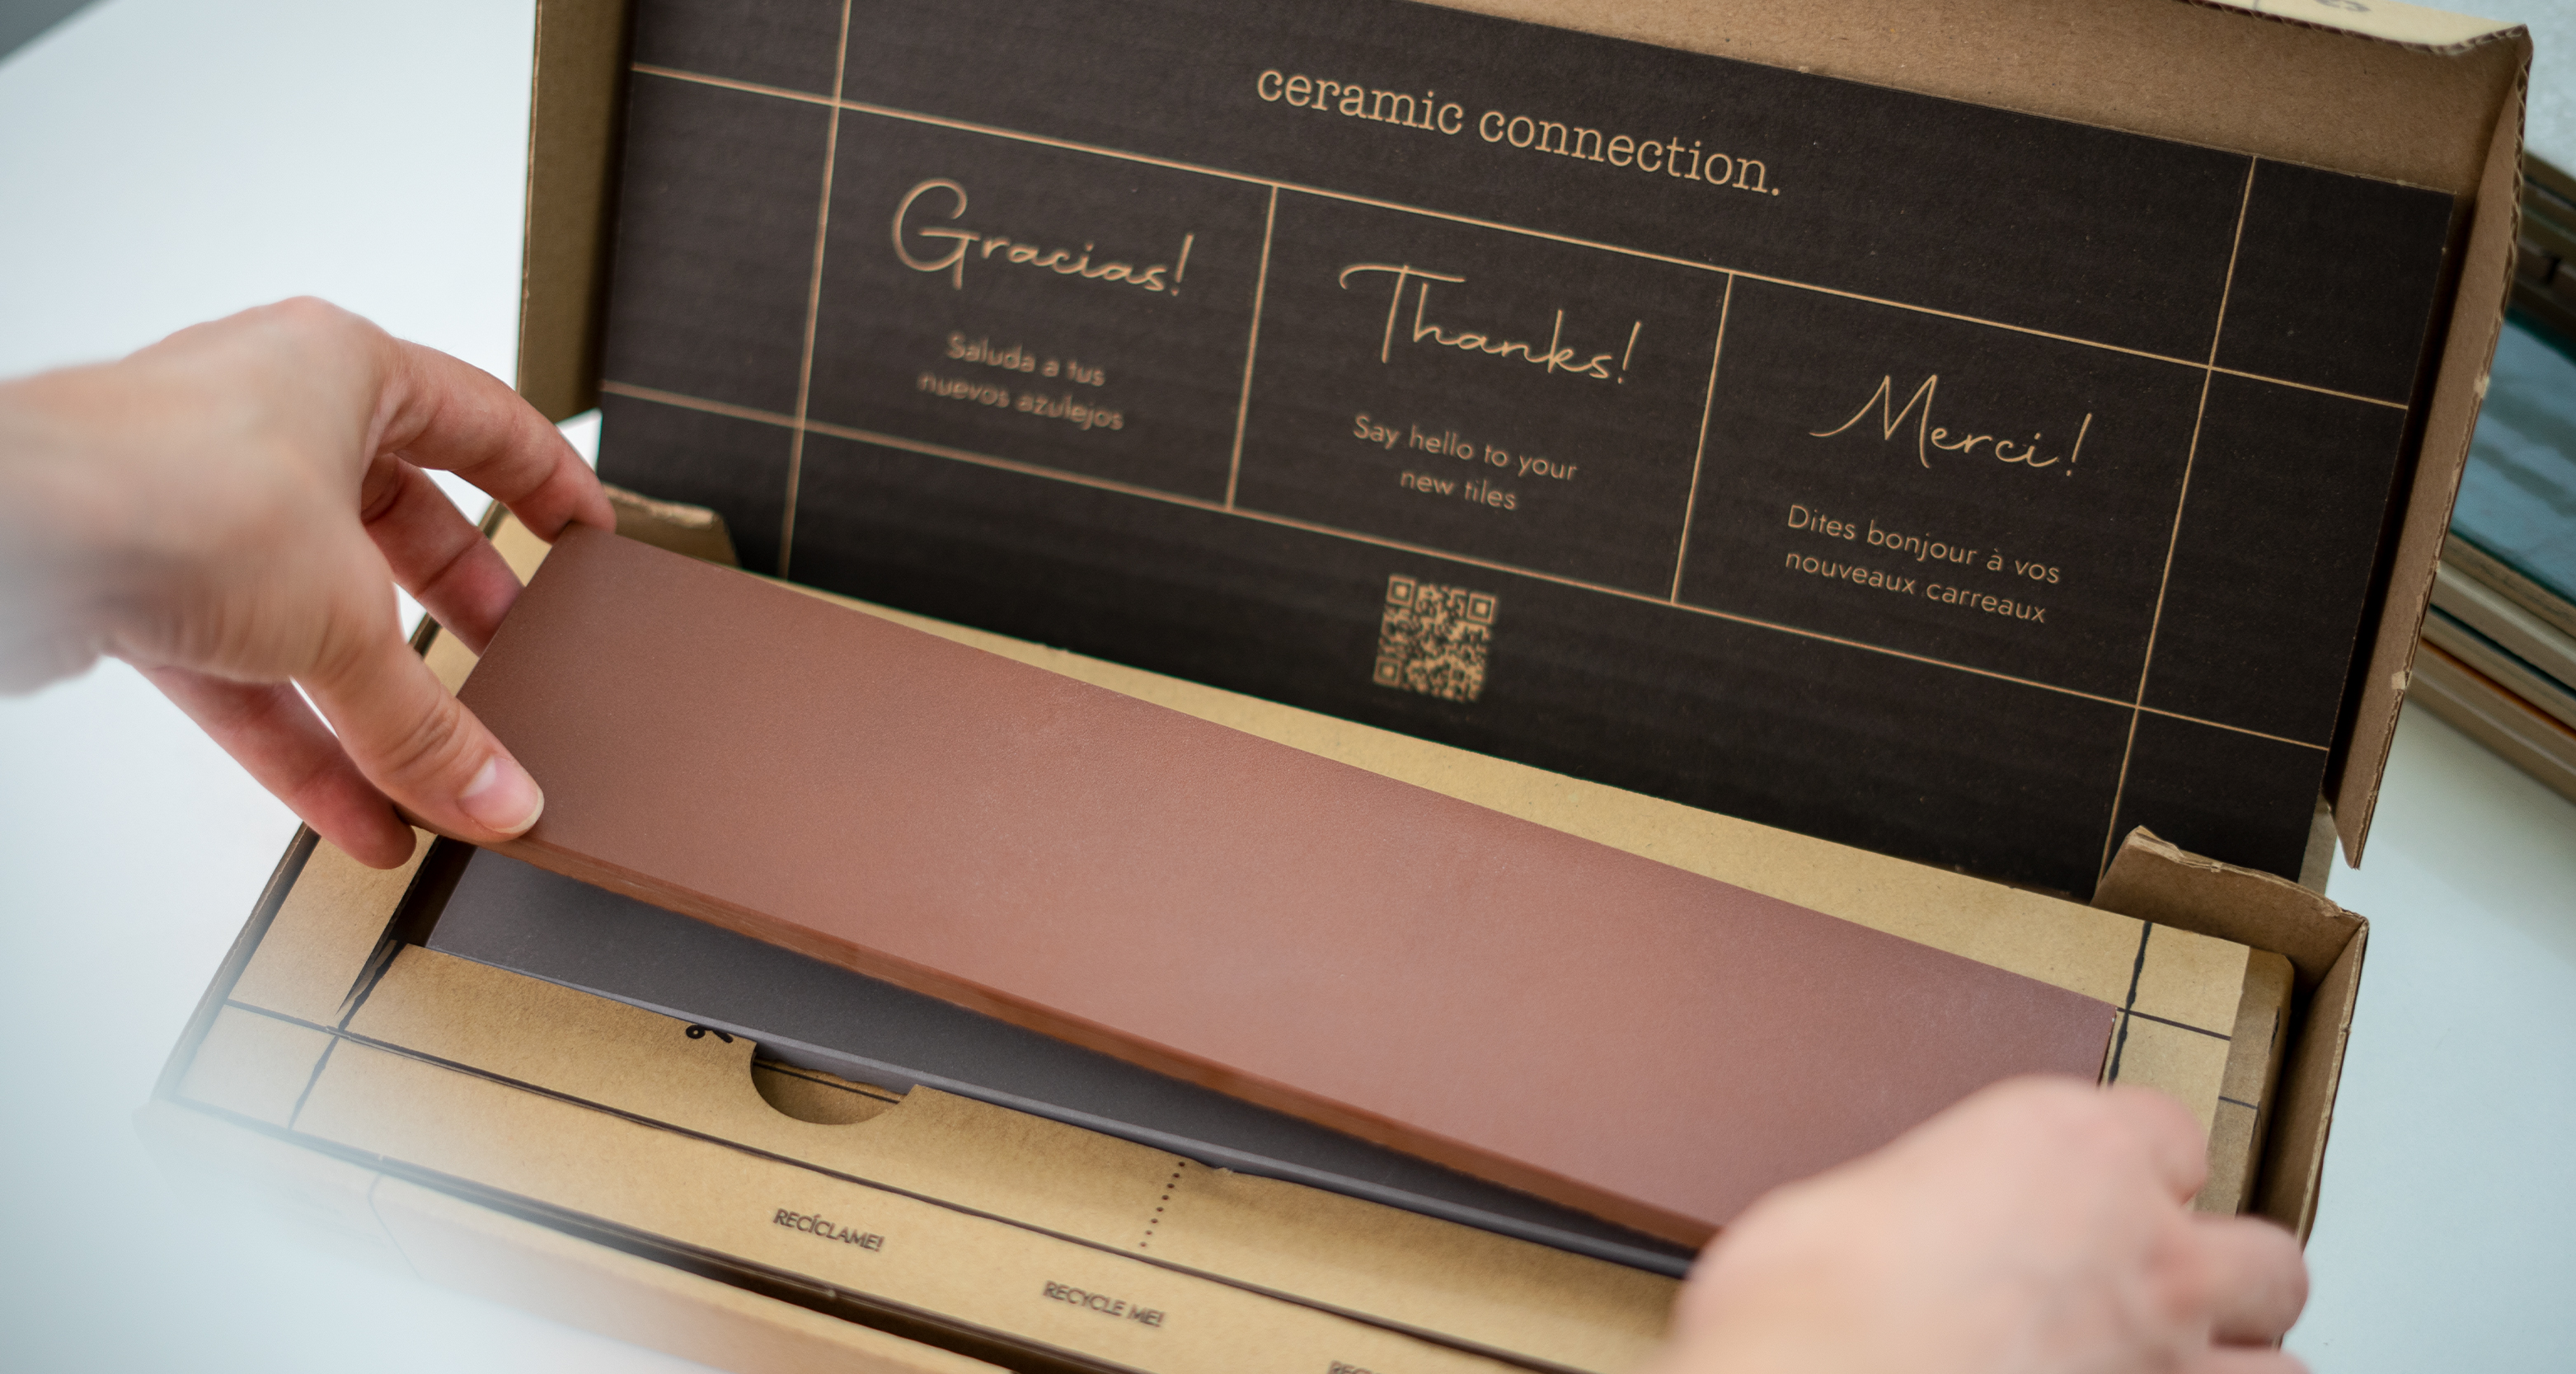 ceramic connection.
Gracias!
Saluda a tus
nuevos azulejos
Thanks!
Say hello to your
new tiles
Merci!
Dites bonjour à vos
nouveaux carreaux
RECÍCLAME!
RECYCLE ME!